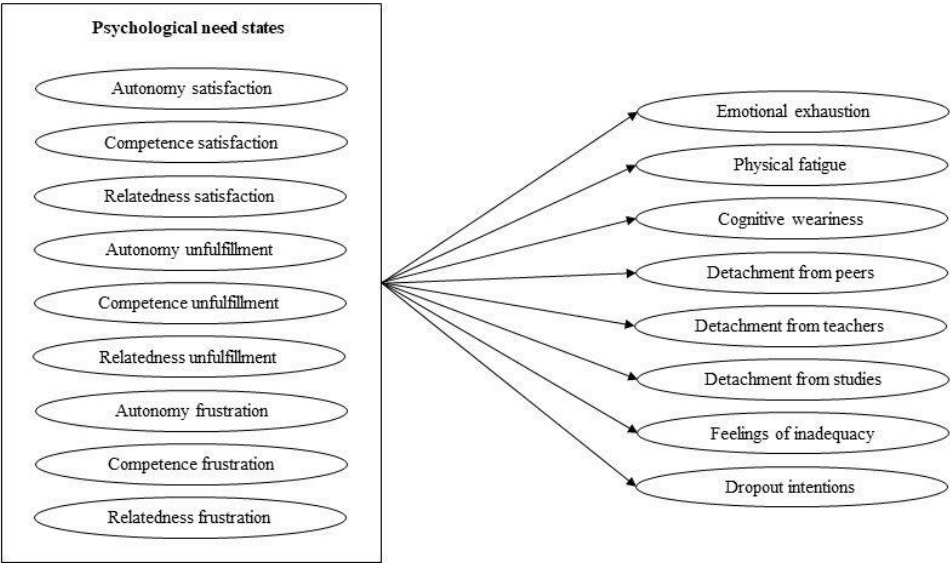 Psychological need states
Autonomy satisfaction
Competence satisfaction
Relatedness satisfaction
Autonomy unfulfillment
Competence unfulfillment
Relatedness unfulfillment
Autonomy frustration
Competence frustration
Relatedness frustration
Emotional exhaustion
Physical fatigue
Cognitive weariness
Detachment from peers
Detachment from teachers
Detachment from studies
Feelings of inadequacy
Dropout intentions